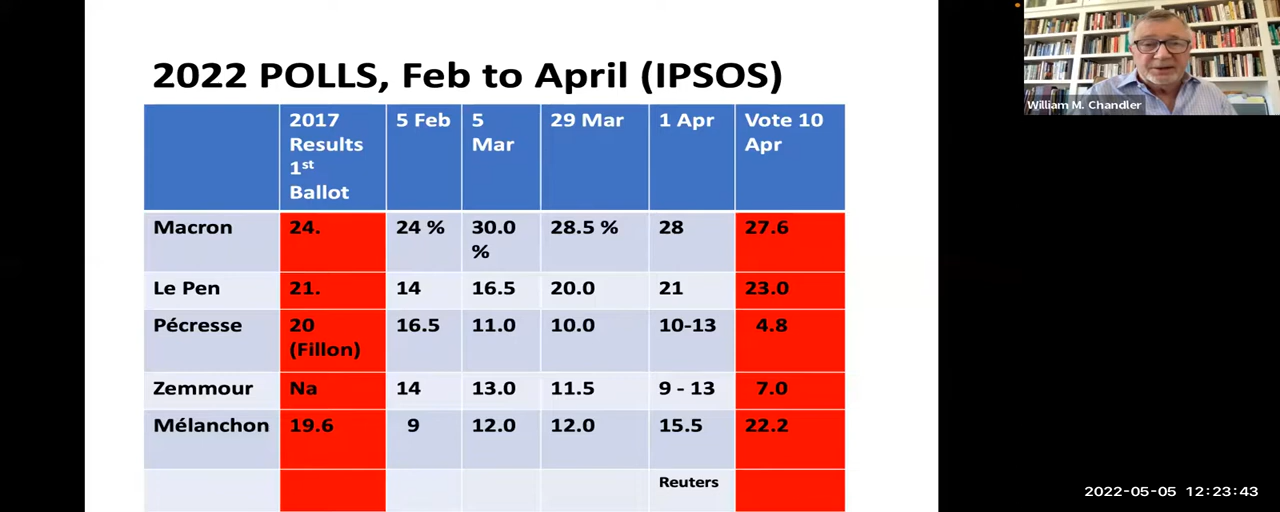 2022 POLLS, Feb to April (IPSOS)
William M. Chandler
2017 Results 1st Ballot 5 Feb 5 Mar 29 Mar 1 Apr Vote 10 Apr
Macron 24. 24 % 30.0 % 28.5 % 28 27.6
Le Pen 21. 14 16.5 20.0 21 23.0
Pécresse 20 (Fillon) 16.5 11.0 10.0 10-13 4.8
Zemmour Na 14 13.0 11.5 9 - 13 7.0
Mélanchon 19.6 9 12.0 12.0 15.5 22.2
Reuters
2022-05-05 12:23:43